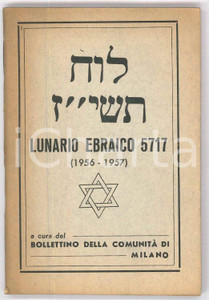 לוח
תשי״ז
LUNARIO EBRAICO 5717
(1956 - 1957)
a cura del
BOLLETTINO DELLA COMUNITÀ DI
MILANO